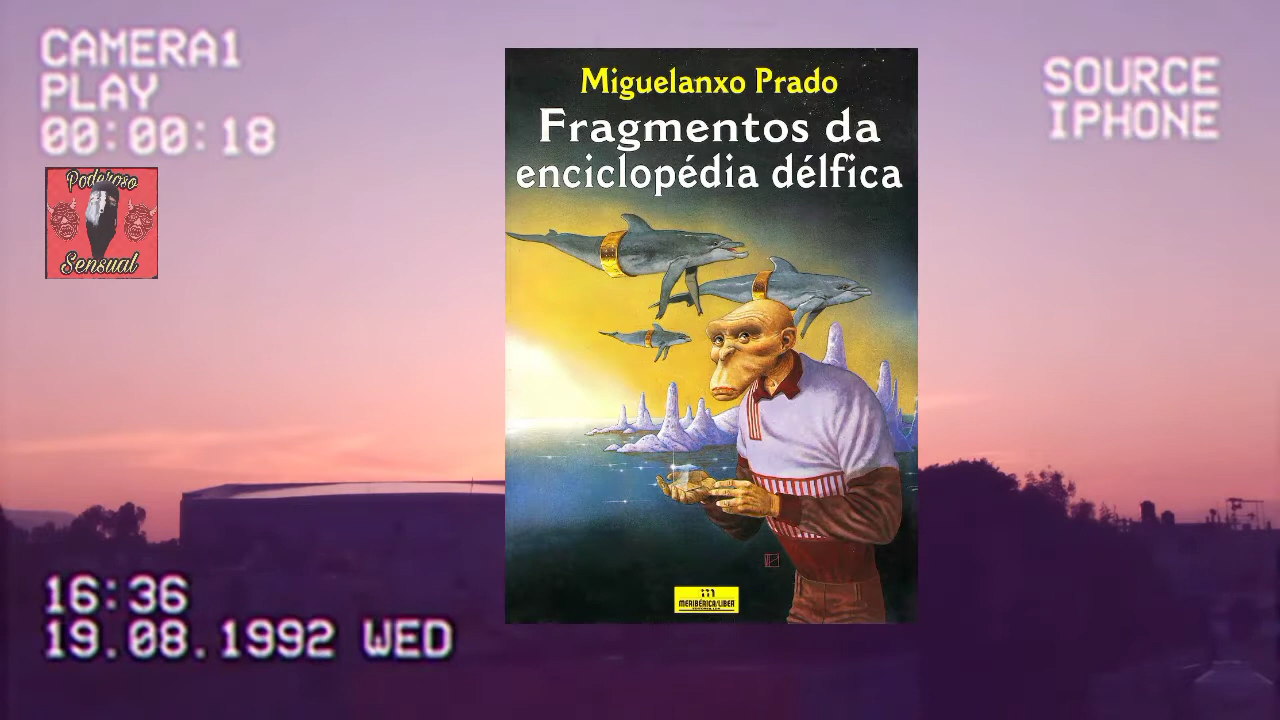 CAMERA1
PLAY
00:00:18
SOURCE
IPHONE
Poderoso
Sensual
Miguelanxo Prado
Fragmentos da
enciclopédia délfica
MERIBÉRICA/LIBER
16:36
19.08.1992 WED